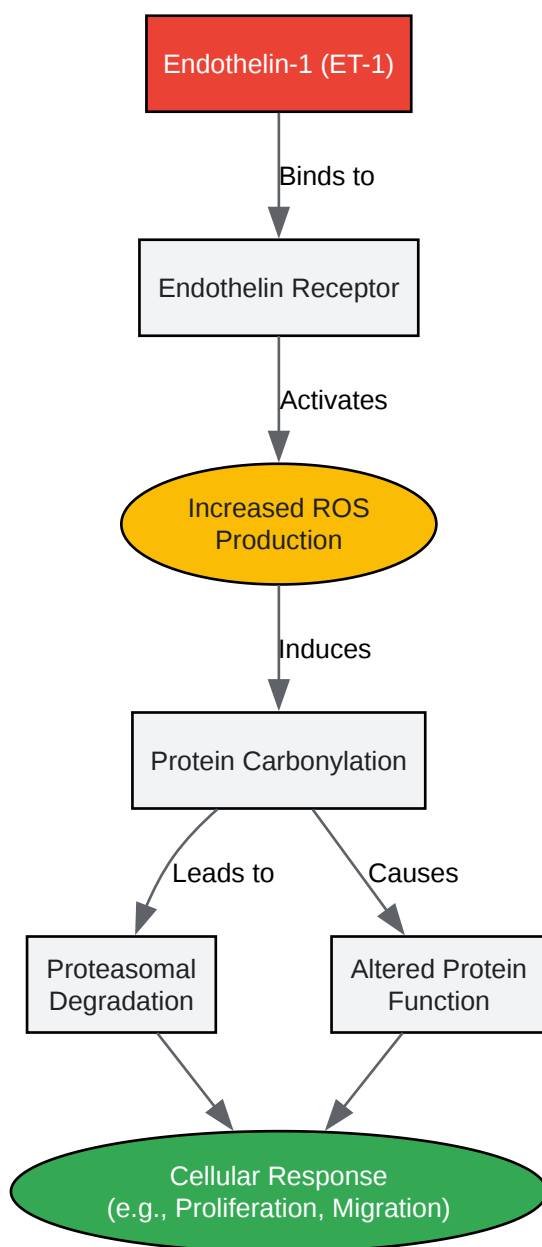 Endothelin-1 (ET-1)
Binds to
Endothelin Receptor
Activates
Increased ROS
Production
Induces
Protein Carbonylation
Leads to
Causes
Proteasomal
Degradation
Altered Protein
Function
Cellular Response
(e.g., Proliferation, Migration)